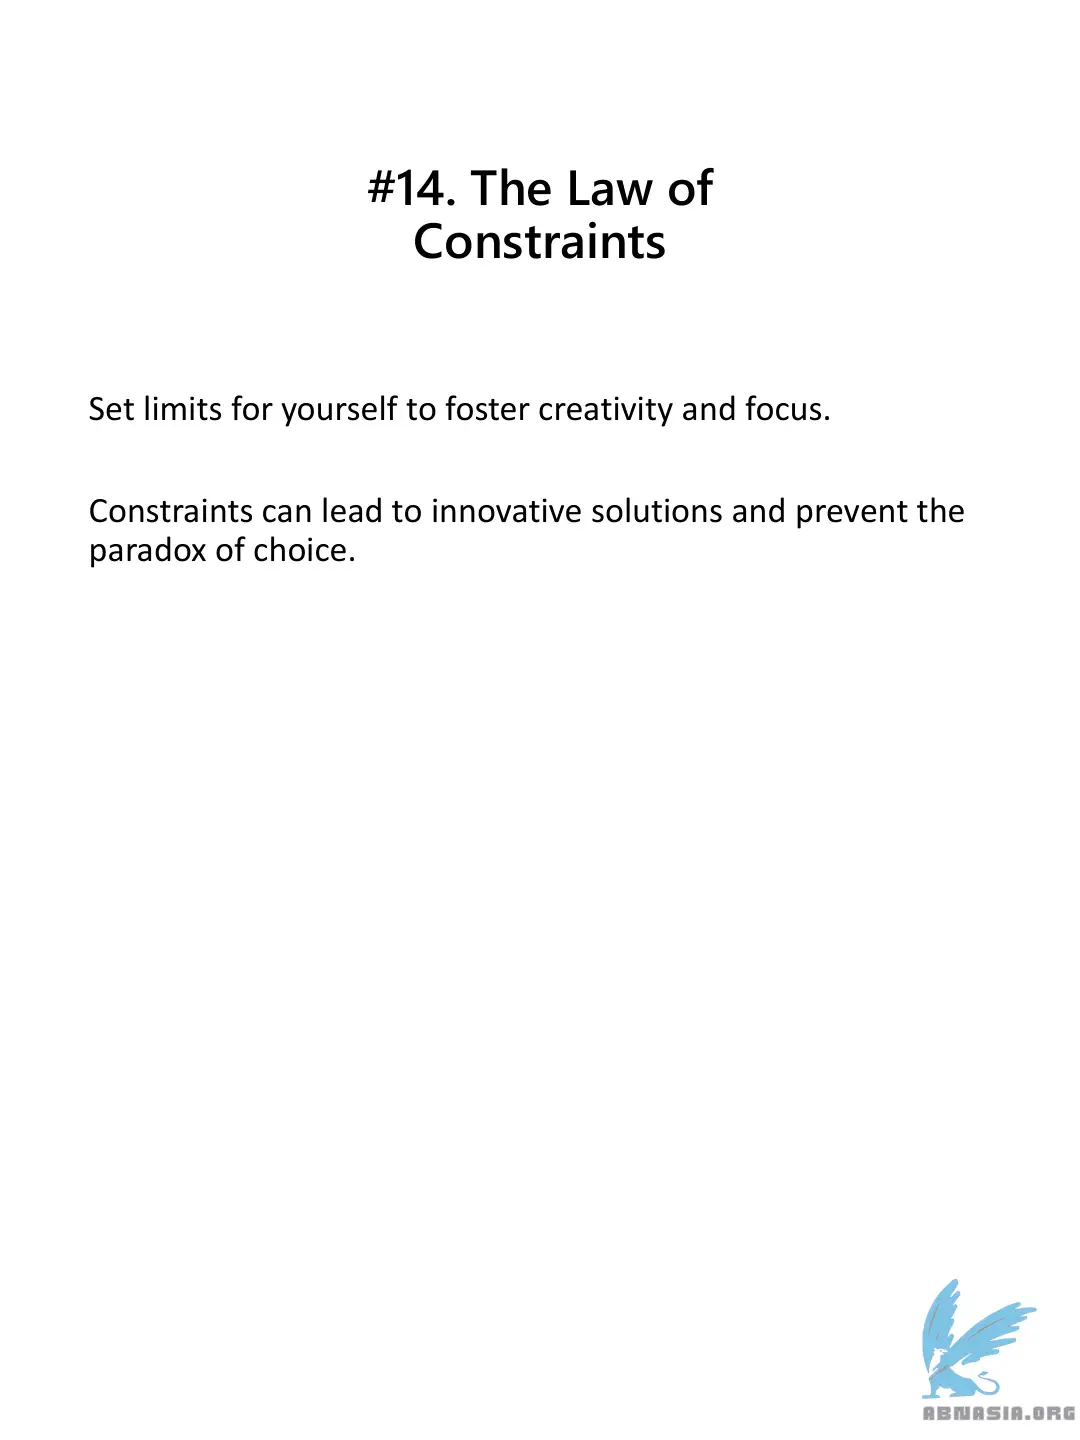 #14. The Law of
Constraints
Set limits for yourself to foster creativity and focus.
Constraints can lead to innovative solutions and prevent the
paradox of choice.
ABNASIA.ORG